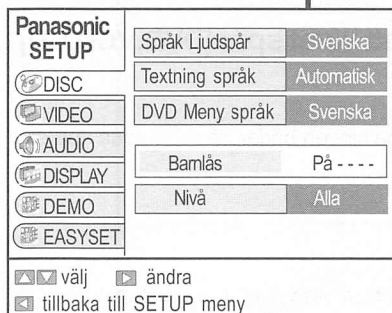 Panasonic
SETUP
DISC
VIDEO
AUDIO
DISPLAY
DEMO
EASYSET
Språk Ljudspår Svenska
Textning språk Automatisk
DVD Meny språk Svenska
Barnlås På - - - -
Nivå Alla
välj ändra
tillbaka till SETUP meny